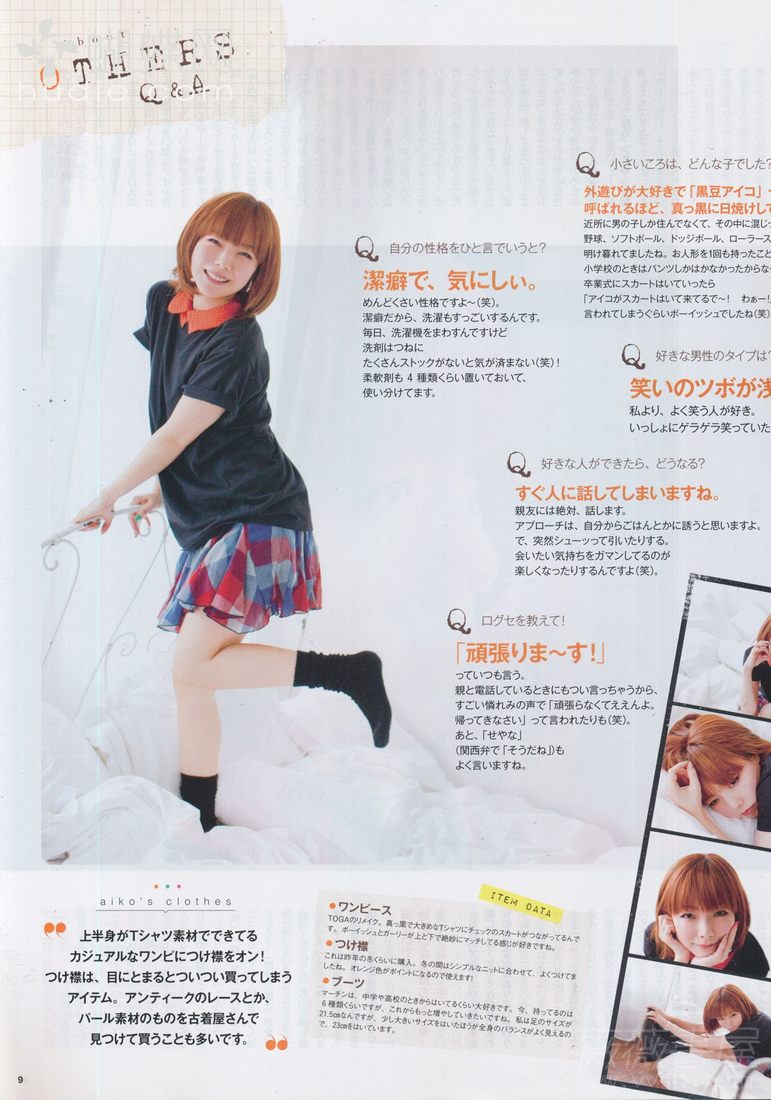 about
OTHERS
Q & A
Q 自分の性格をひと言でいうと?
潔癖で、気にしぃ。
めんどくさい性格ですよ〜(笑)。
潔癖だから、洗濯もすっごいするんです。
毎日、洗濯機をまわすんですけど
洗剤はつねに
たくさんストックがないと気が済まない(笑)!
柔軟剤も 4 種類くらい置いておいて、
使い分けてます。
Q 小さいころは、どんな子でした?
外遊びが大好きで「黒豆アイコ」
呼ばれるほど、真っ黒に日焼けして
近所に男の子しか住んでなくて、その中に混じっ
野球、ソフトボール、ドッジボール、ローラース
明け暮れてましたね。お人形を1回も持ったこと
小学校のときはパンツしかはかなかったからな
卒業式にスカートはいていったら
「アイコがスカートはいて来てるで〜! わぁー!
言われてしまうぐらいボーイッシュでしたね(笑)
Q 好きな男性のタイプは?
笑いのツボが浅
私より、よく笑う人が好き。
いっしょにゲラゲラ笑っていた
Q 好きな人ができたら、どうなる?
すぐ人に話してしまいますね。
親友には絶対、話します。
アプローチは、自分からごはんとかに誘うと思いますよ。
で、突然シューッって引いたりする。
会いたい気持ちをガマンしてるのが
楽しくなったりするんですよ(笑)。
Q 口グセを教えて!
「頑張りま〜す!」
っていつも言う。
親と電話しているときにもつい言っちゃうから、
すごい憐れみの声で「頑張らなくてええんよ。
帰ってきなさい」って言われたりも(笑)。
あと、「せやな」
(関西弁で「そうだね」)も
よく言いますね。
aiko's clothes
上半身がTシャツ素材でできてる
カジュアルなワンピにつけ襟をオン!
つけ襟は、目にとまるとついつい買ってしまう
アイテム。アンティークのレースとか、
パール素材のものを古着屋さんで
見つけて買うことも多いです。
ITEM DATA
●ワンピース
TOGAのリメイク。真っ黒で大きめなTシャツにチェックのスカートがつながってるんで
す。ボーイッシュとガーリーが上と下で絶妙にマッチしてる感じが好きですね。
●つけ襟
これは昨年の冬くらいに購入。冬の間はシンプルなニットに合わせて、よくつけてま
したね。オレンジ色がポイントになるので使えます!
●ブーツ
マーチンは、中学や高校のときからはいてるくらい大好きです。今、持ってるのは
6種類くらいですが、これからもっと増やしていきたいですね。私は足のサイズが
21.5cmなんですが、少し大きいサイズをはいたほうが全身のバランスがよく見えるの
で、23cmをはいています。
9